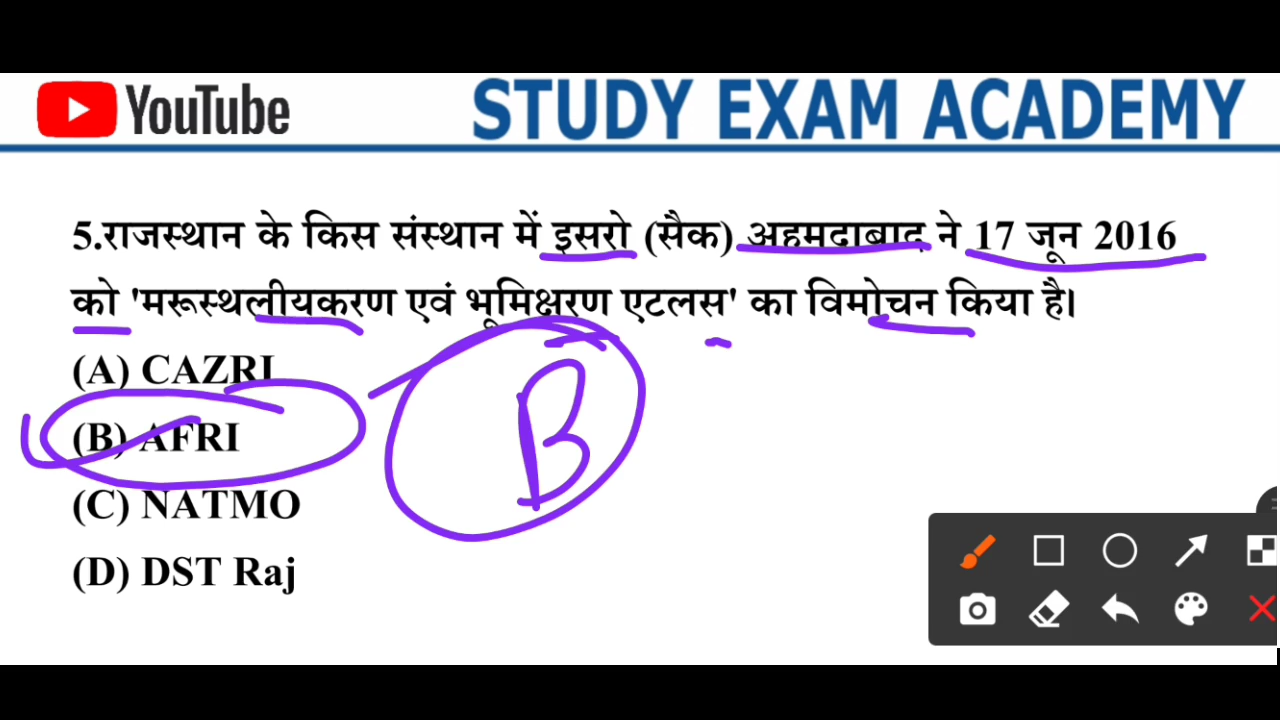 YouTube STUDY EXAM ACADEMY
5.राजस्थान के किस संस्थान में इसरो (सैक) अहमदाबाद ने 17 जून 2016
को 'मरूस्थलीयकरण एवं भूमिक्षरण एटलस' का विमोचन किया है।
(A) CAZRI
(B) AFRI
B
(C) NATMO
(D) DST Raj